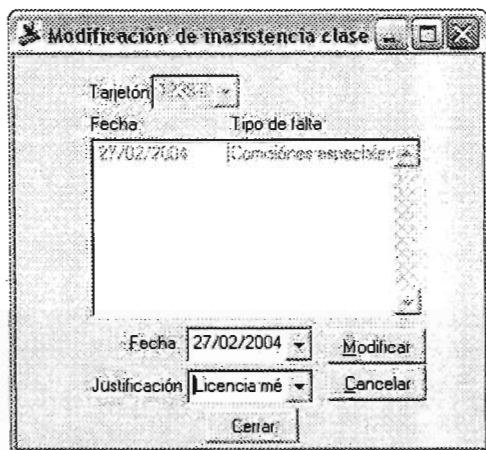 Modificación de inasistencia clase
Tarjetón
Fecha Tipo de falta
27/02/2004 Comisiónes especiales
Fecha 27/02/2004 Modificar
Justificación Licencia mé Cancelar
Cerrar